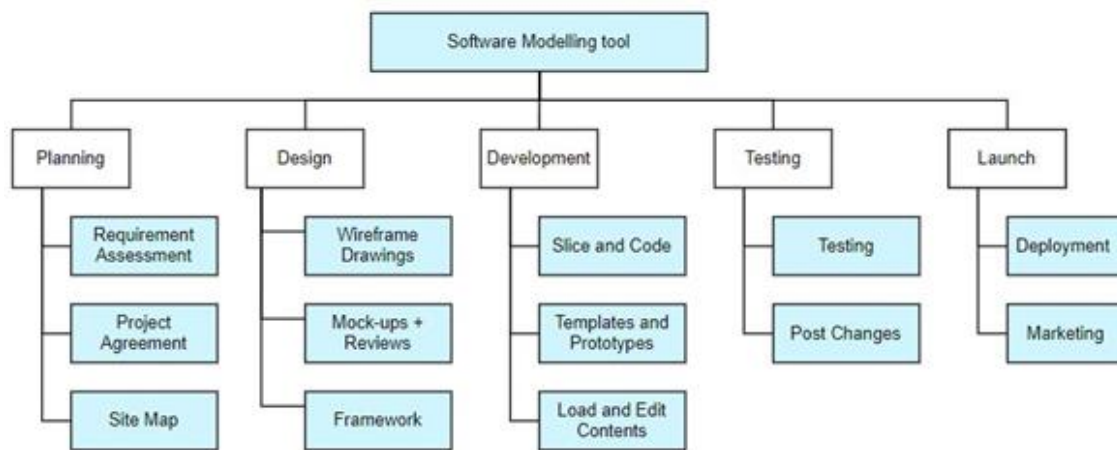 Software Modelling tool
Planning
Design
Development
Testing
Launch
Requirement
Assessment
Wireframe
Drawings
Slice and Code
Testing
Deployment
Project
Agreement
Mock-ups +
Reviews
Templates and
Prototypes
Post Changes
Marketing
Site Map
Framework
Load and Edit
Contents